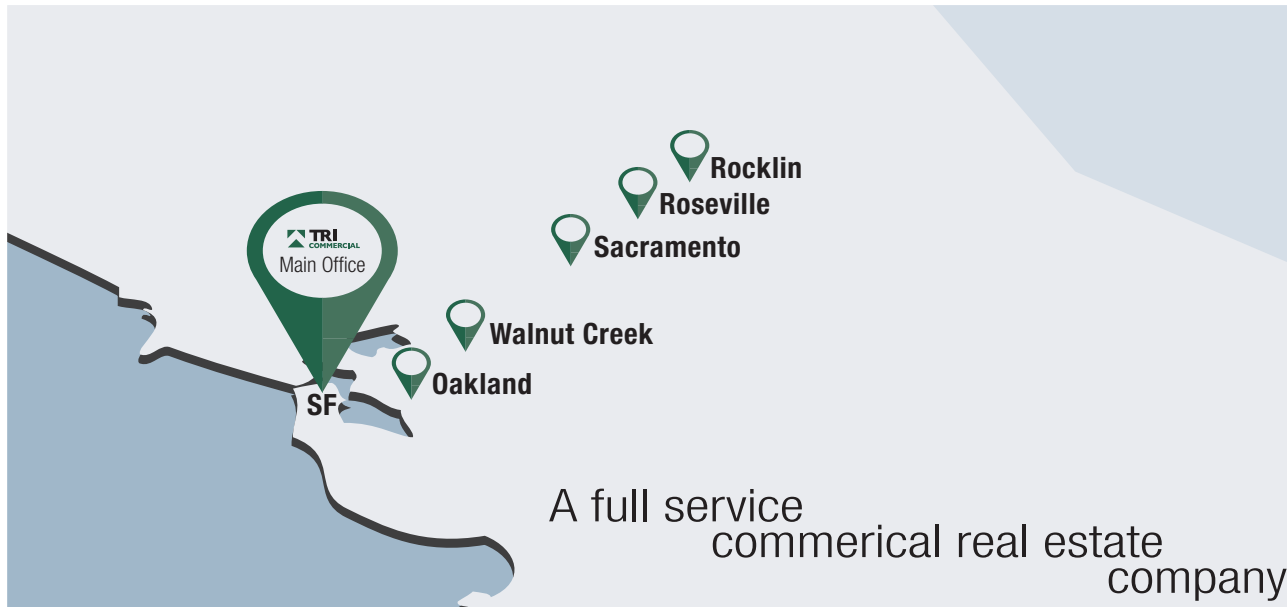 Rocklin
Roseville
TRI
COMMERCIAL
Main Office
Sacramento
Walnut Creek
Oakland
SF
A full service
commerical real estate
company